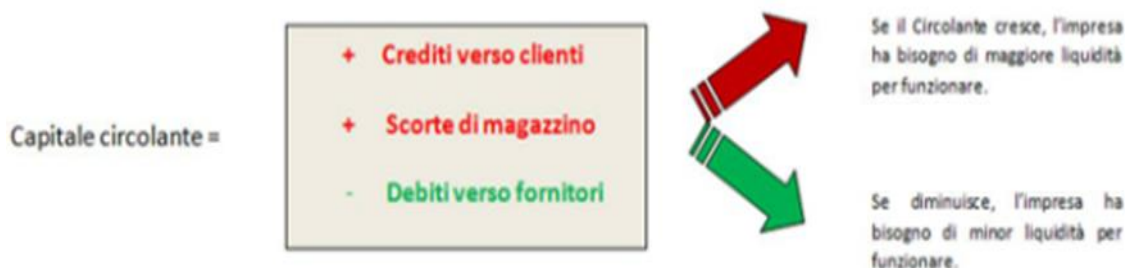 Capitale circolante =
+ Crediti verso clienti
+ Scorte di magazzino
- Debiti verso fornitori
Se il Circolante cresce, l'impresa
ha bisogno di maggiore liquidità
per funzionare.
Se diminuisce, l'impresa ha
bisogno di minor liquidità per
funzionare.